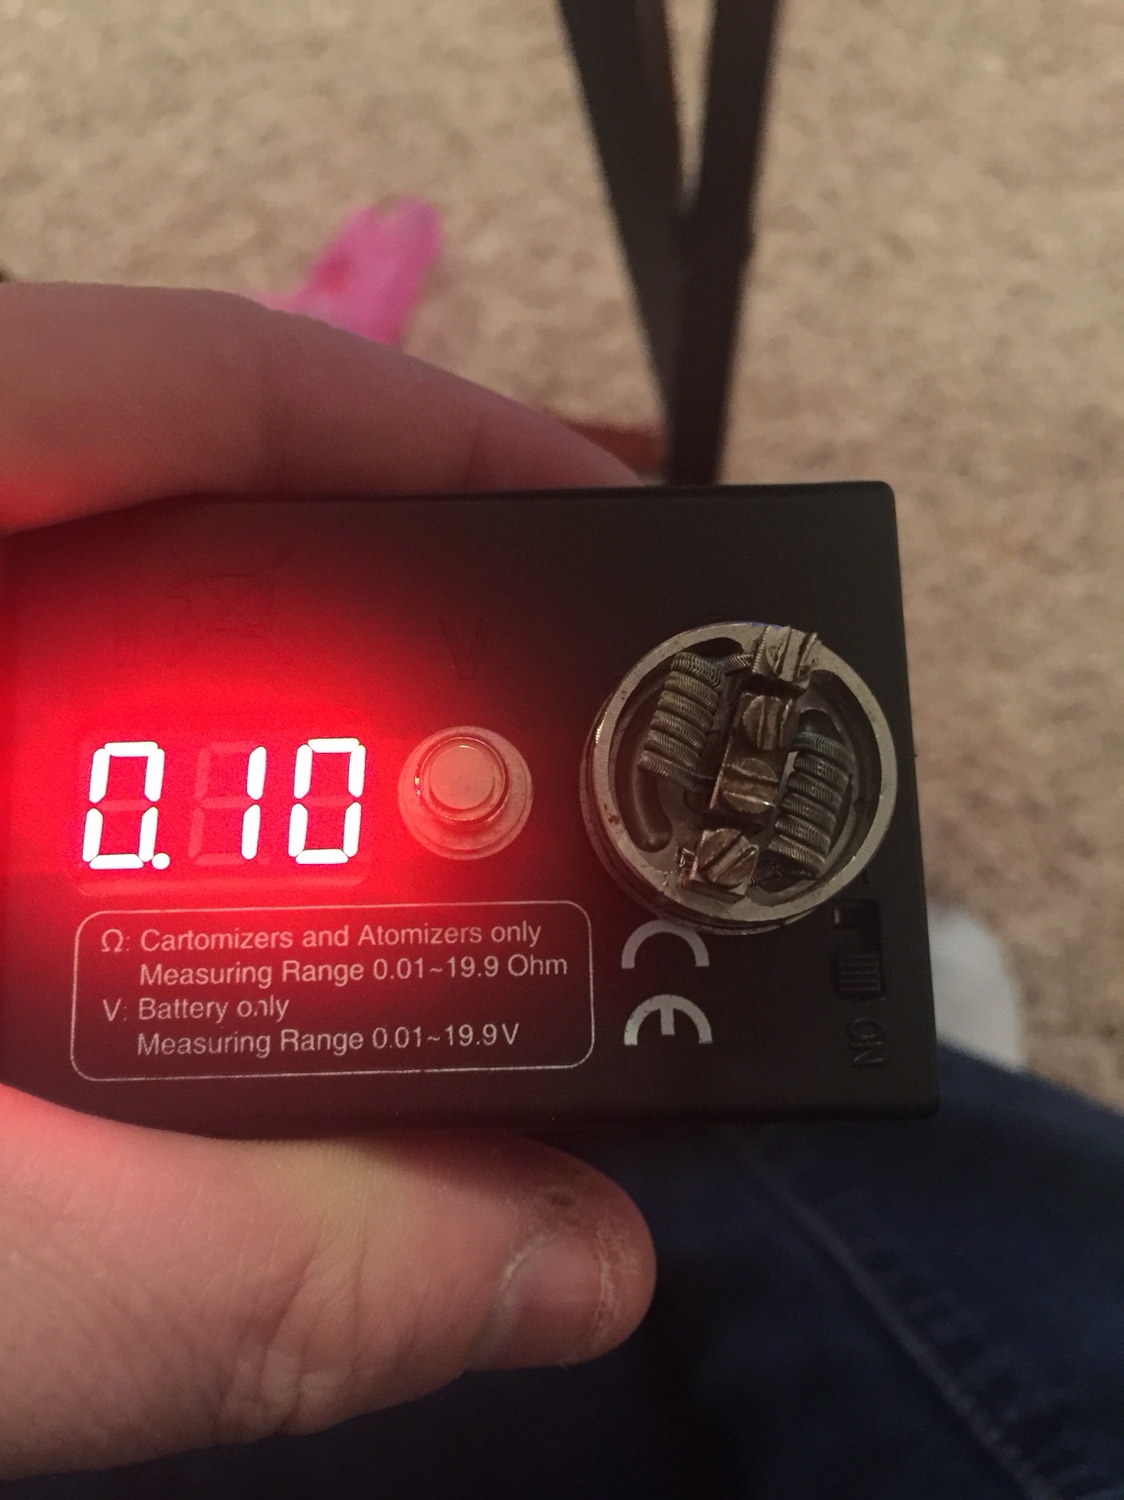 0.10
Ω: Cartomizers and Atomizers only
Measuring Range 0.01~19.9 Ohm
V: Battery only
Measuring Range 0.01~19.9V
CE
ON